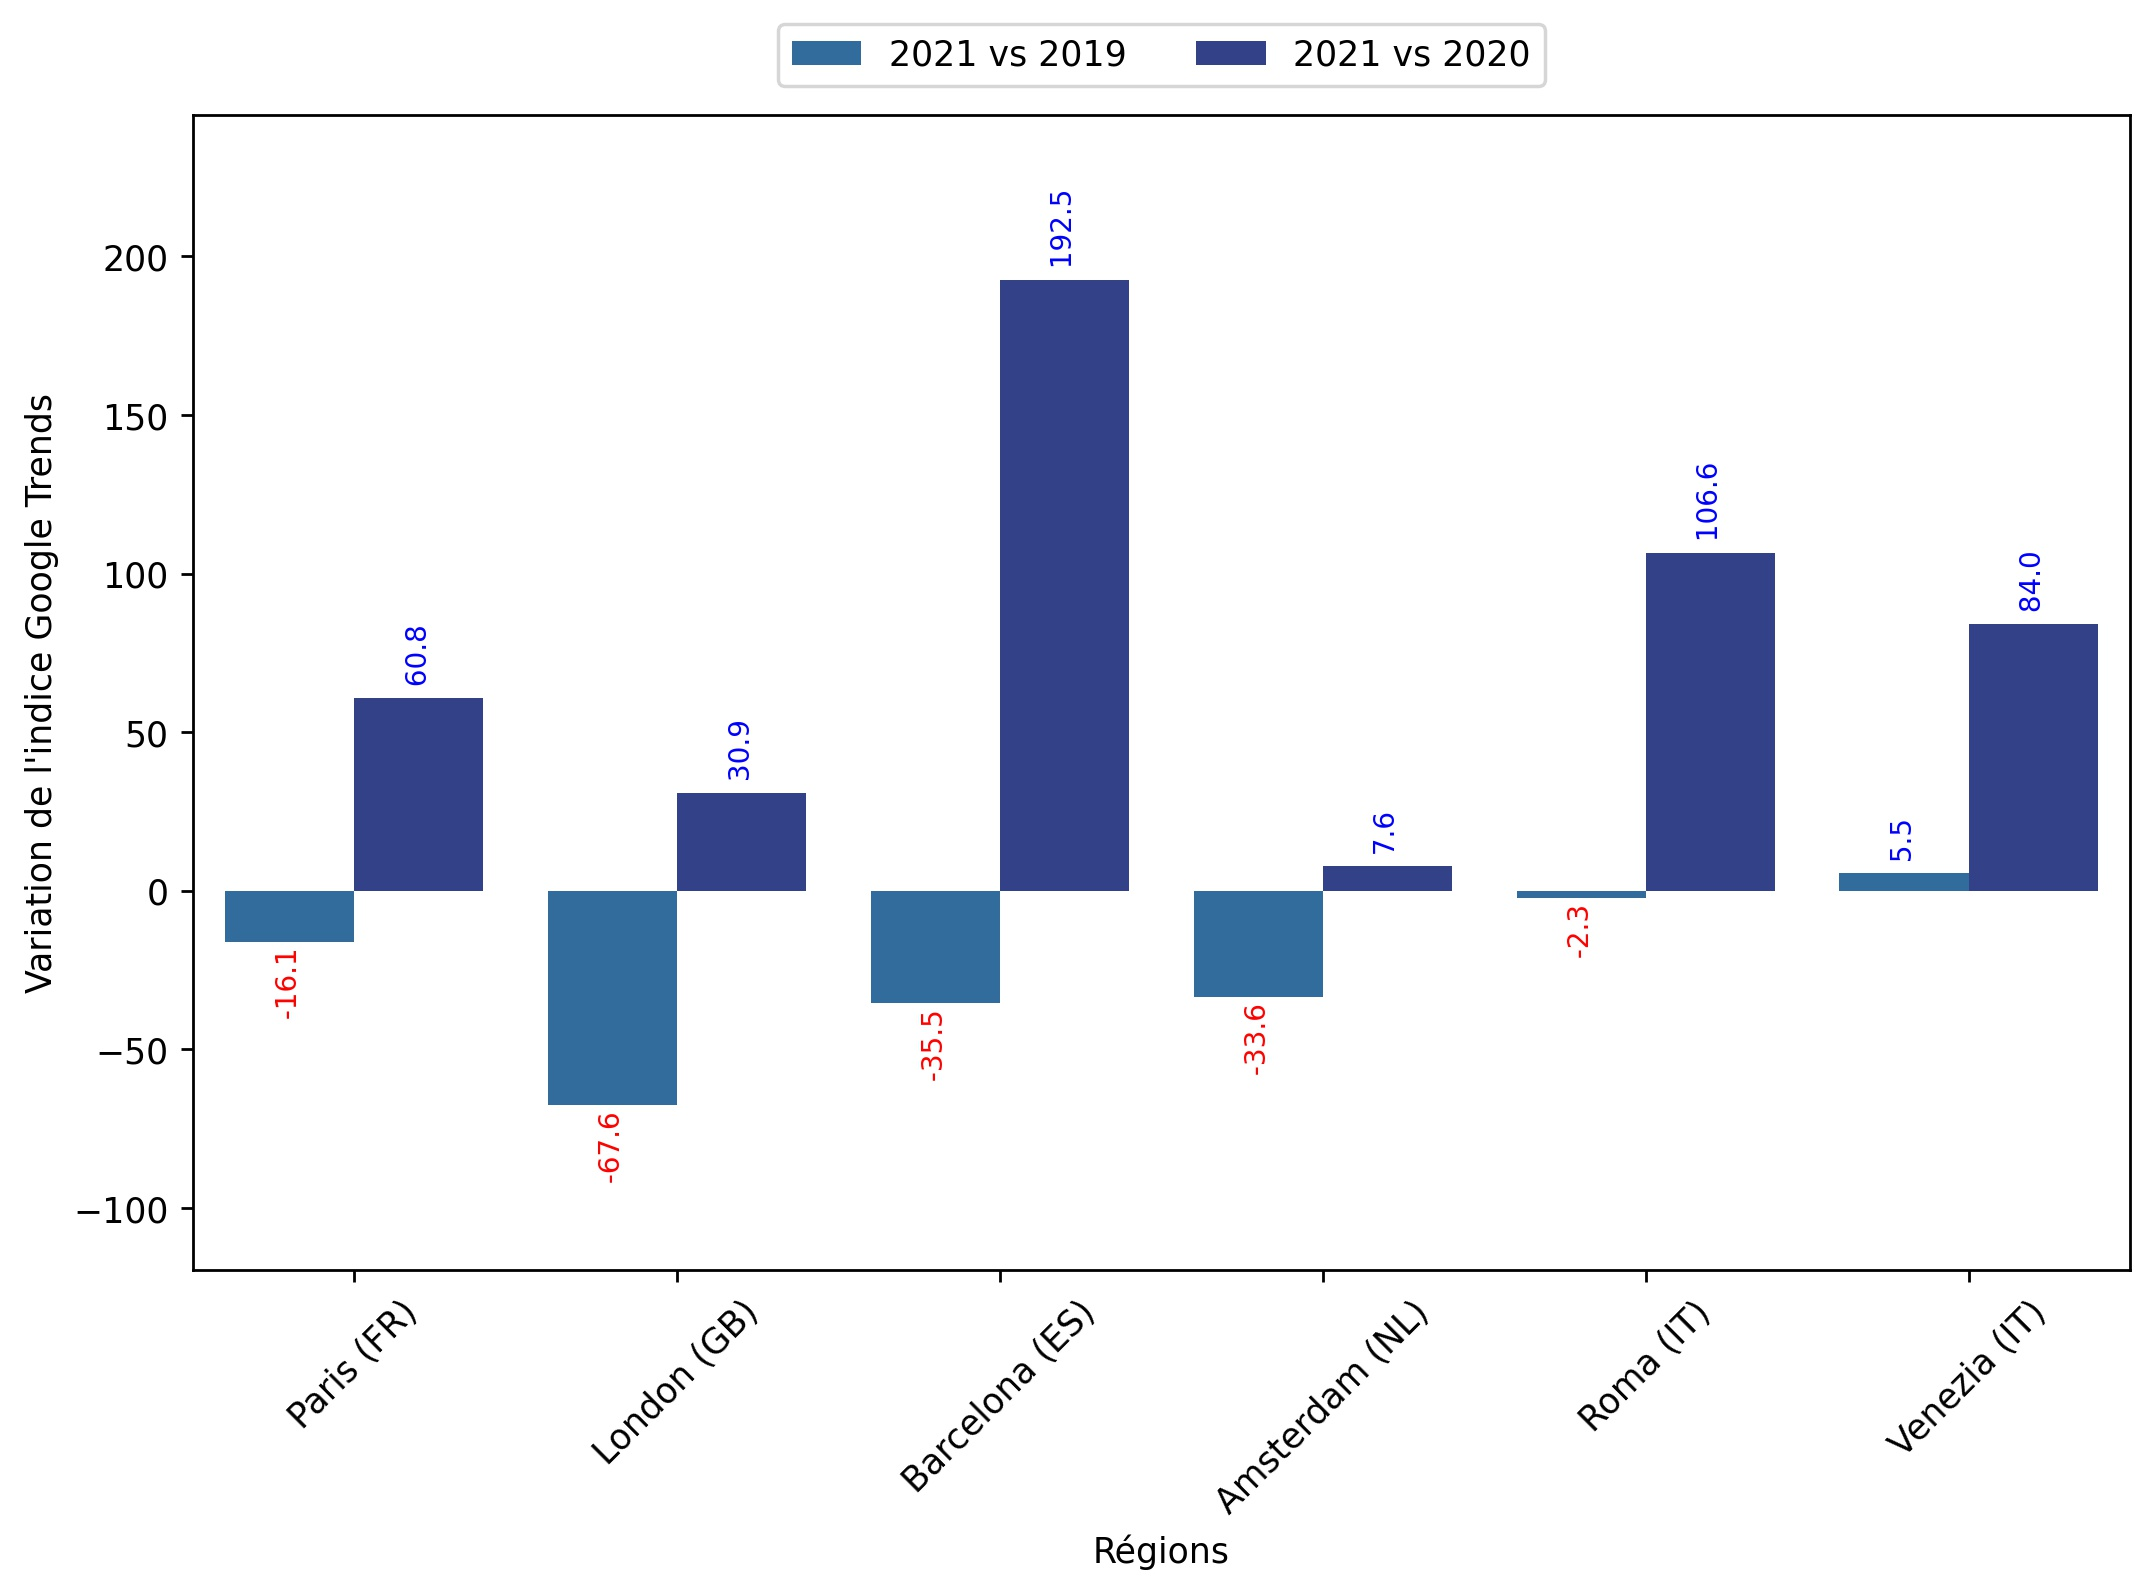 2021 vs 2019
2021 vs 2020
Variation de l'indice Google Trends
200
150
100
50
0
−50
−100
-16.1
60.8
-67.6
30.9
-35.5
192.5
-33.6
7.6
-2.3
106.6
5.5
84.0
Paris (FR)
London (GB)
Barcelona (ES)
Amsterdam (NL)
Roma (IT)
Venezia (IT)
Régions